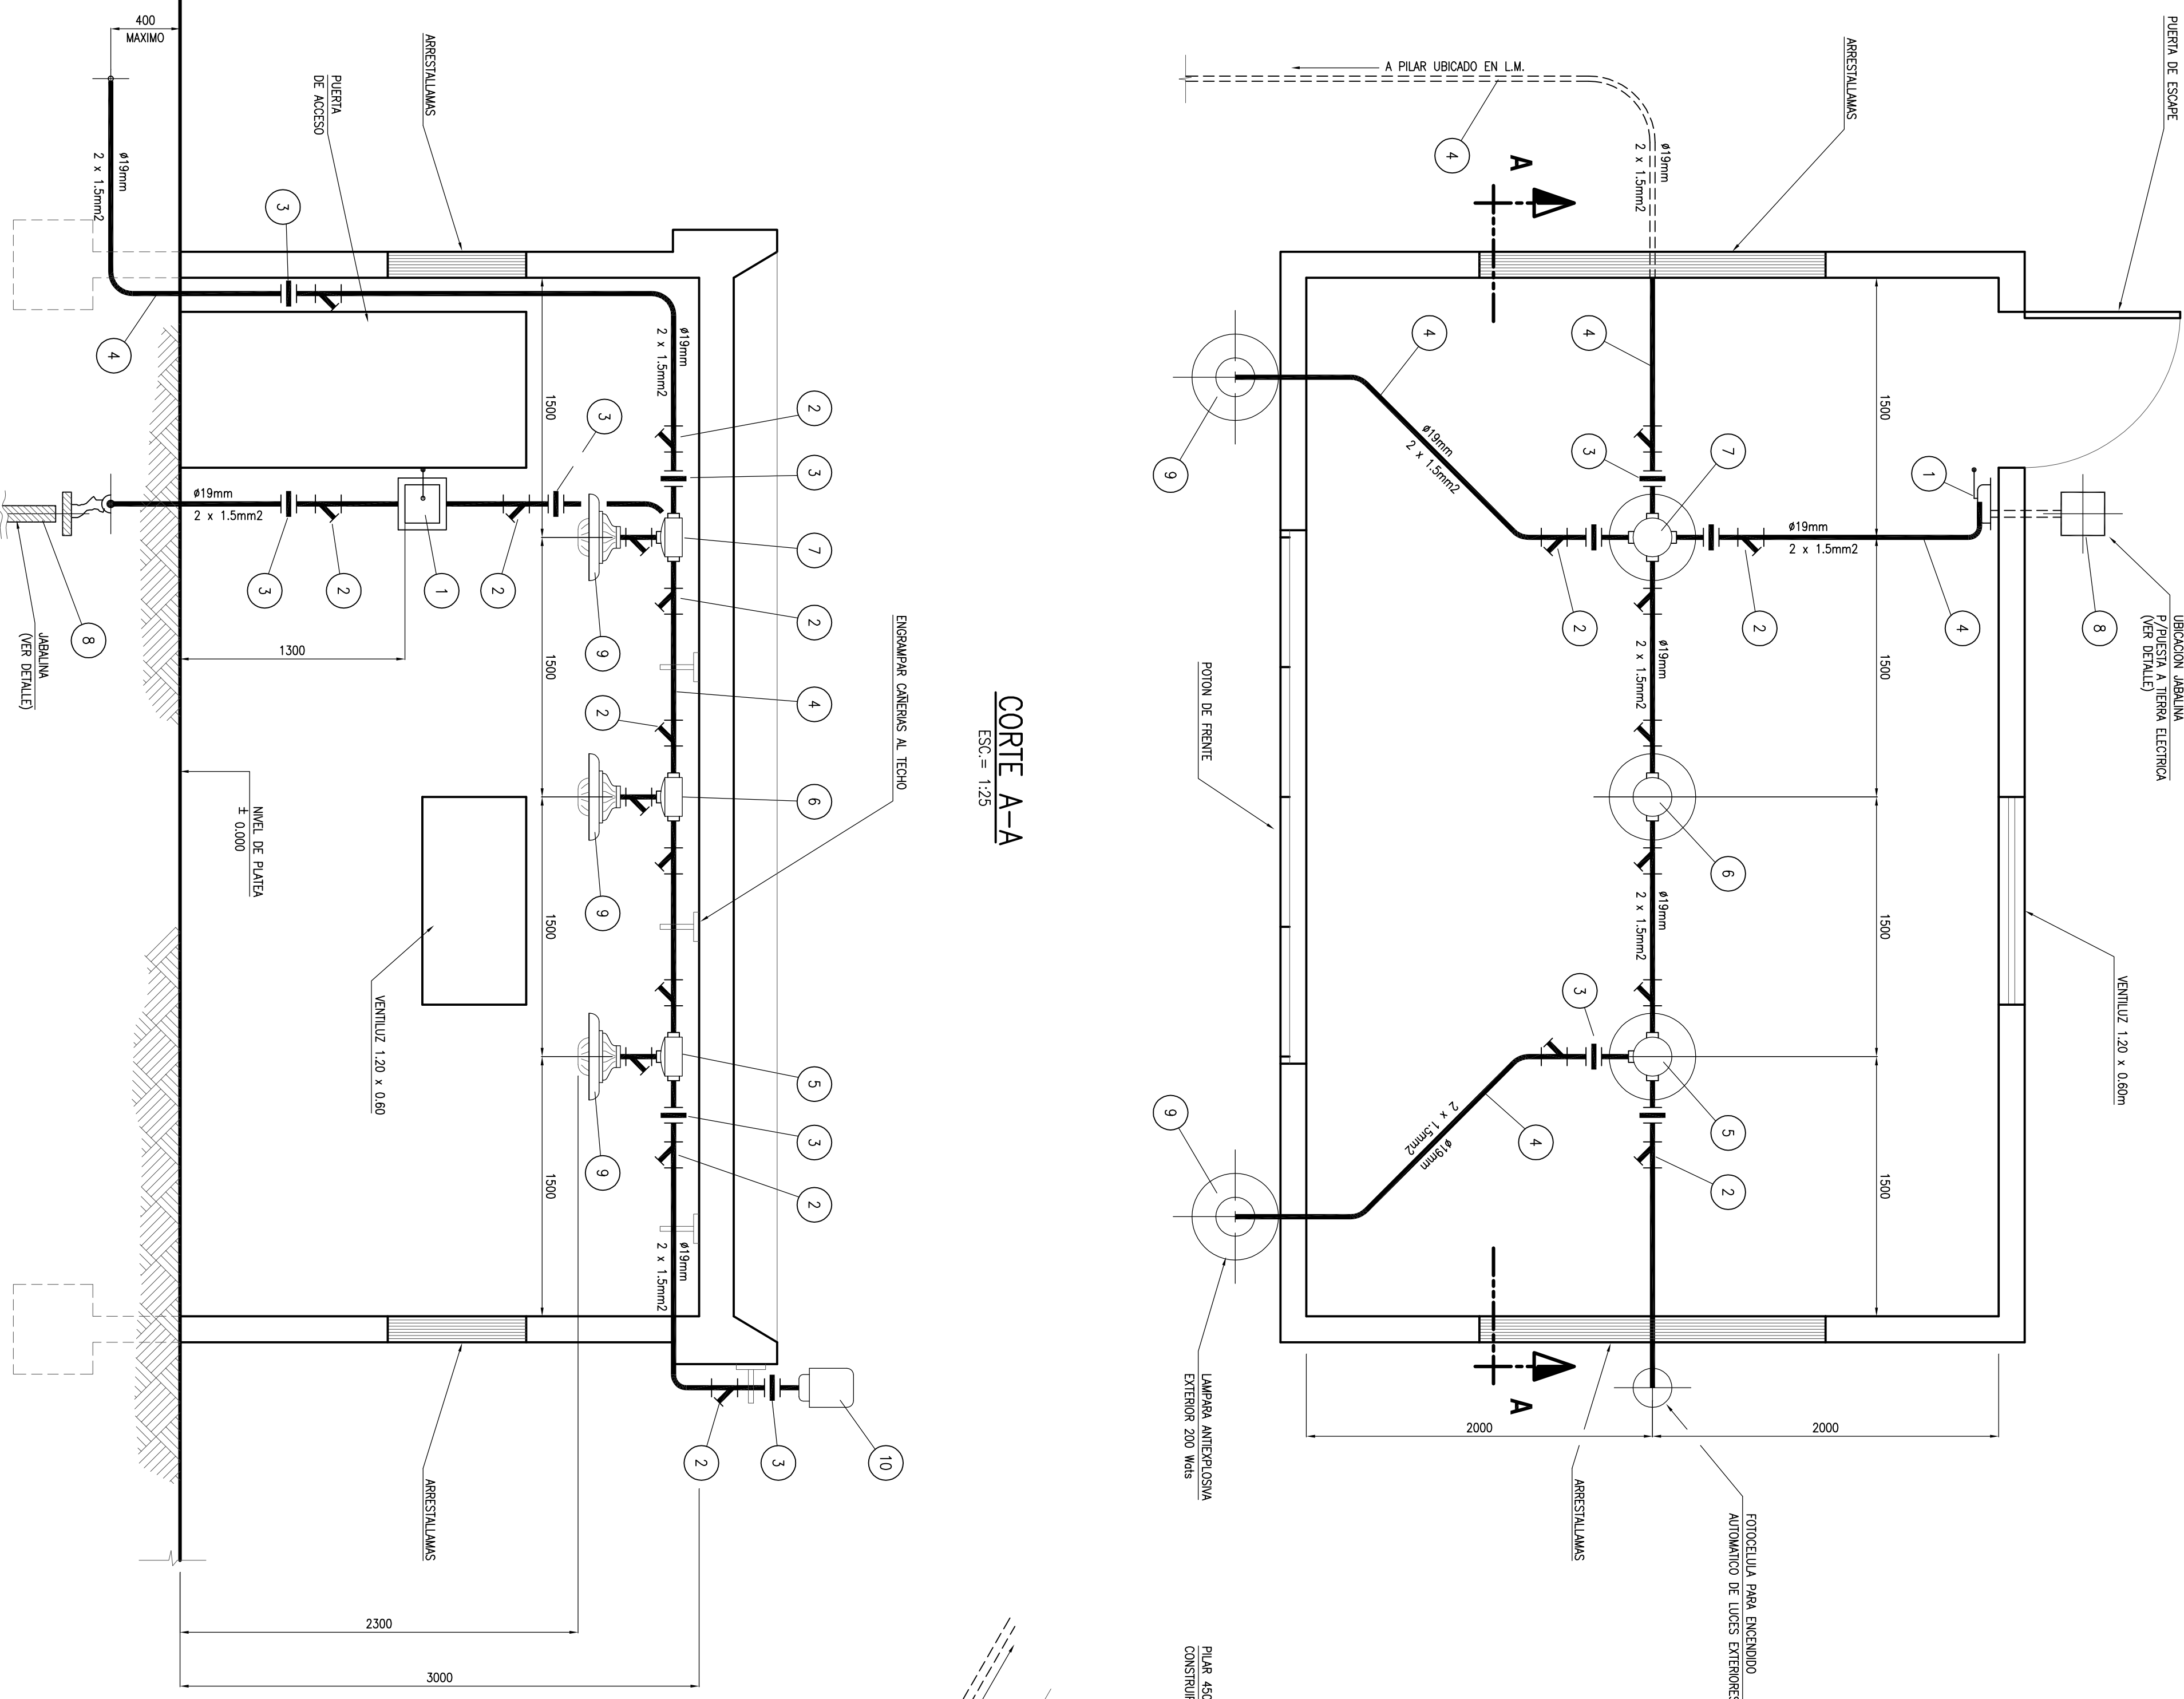 PUERTA DE ESCAPE
ARRESTALLAMAS
A PILAR UBICADO EN L.M.
4
ø19mm
2 x 1.5mm2
A
1500
1500
1500
1500
4
4
3
7
1
UBICACION JABALINA
P/PUESTA A TIERRA ELECTRICA
(VER DETALLE)
8
4
ø19mm
2 x 1.5mm2
2
2
ø19mm
2 x 1.5mm2
9
ø19mm
2 x 1.5mm2
6
ø19mm
2 x 1.5mm2
VENTILUZ 1.20 x 0.60m
POTON DE FRENTE
3
5
2
4
2 x 1.5mm2
ø19mm
9
LAMPARA ANTIEXPLOSIVA
EXTERIOR 200 Wats
A
2000
2000
ARRESTALLAMAS
FOTOCELULA PARA ENCENDIDO
AUTOMATICO DE LUCES EXTERIORES
PILAR 450
CONSTRUIR
CORTE A-A
ESC.= 1:25
400
MAXIMO
ARRESTALLAMAS
PUERTA
DE ACCESO
ø19mm
2 x 1.5mm2
3
4
ø19mm
2 x 1.5mm2
1500
1500
1500
1500
2
3
3
7
2
4
6
5
3
2
ENGRAMPAR CAÑERIAS AL TECHO
ø19mm
2 x 1.5mm2
3
2
1
2
9
2
9
9
8
JABALINA
(VER DETALLE)
1300
NIVEL DE PLATEA
± 0.000
VENTILUZ 1.20 x 0.60
ø19mm
2 x 1.5mm2
2
3
10
ARRESTALLAMAS
2300
3000